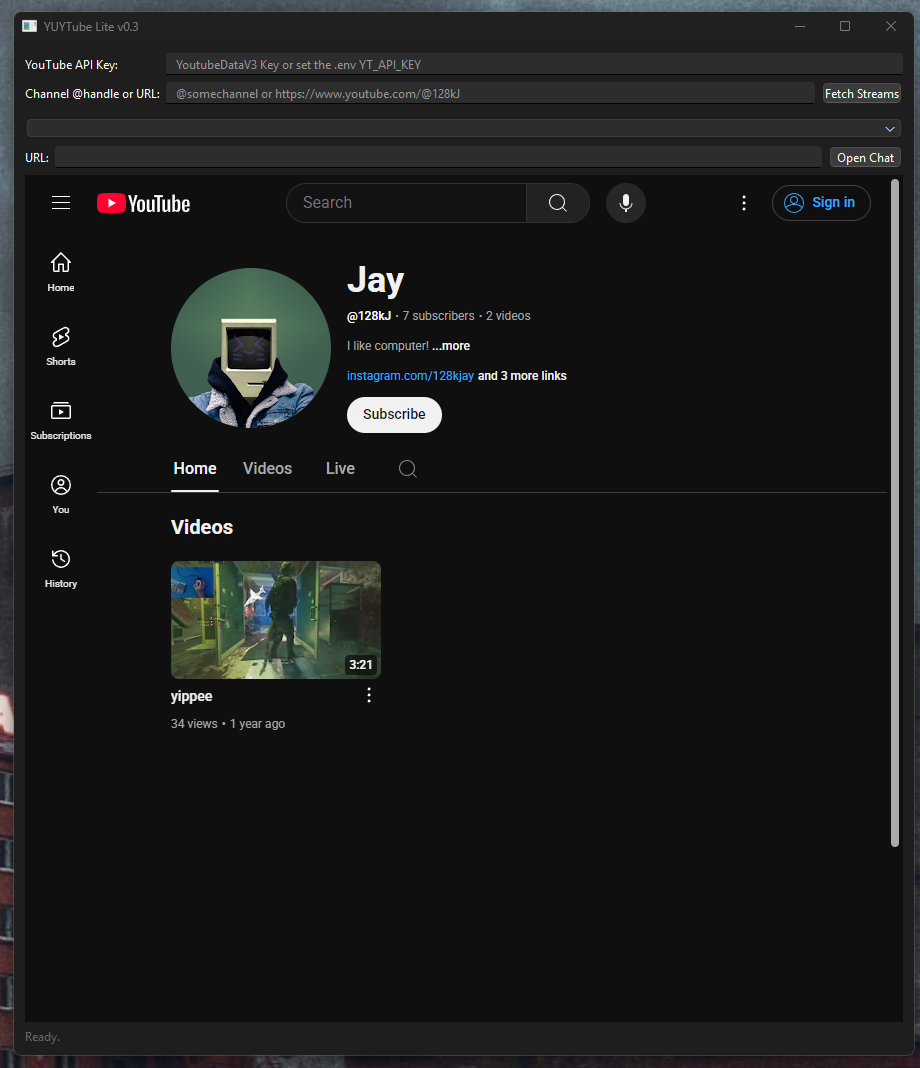 YUYTube Lite v0.3
YouTube API Key: YoutubeDataV3 Key or set the .env YT_API_KEY
Channel @handle or URL: @somechannel or https://www.youtube.com/@128kJ Fetch Streams
URL: Open Chat
YouTube Search Sign in
Home
Shorts
Subscriptions
You
History
Jay
@128kJ • 7 subscribers • 2 videos
I like computer! ...more
instagram.com/128kjay and 3 more links
Subscribe
Home Videos Live
Videos
3:21
yippee
34 views • 1 year ago
Ready.